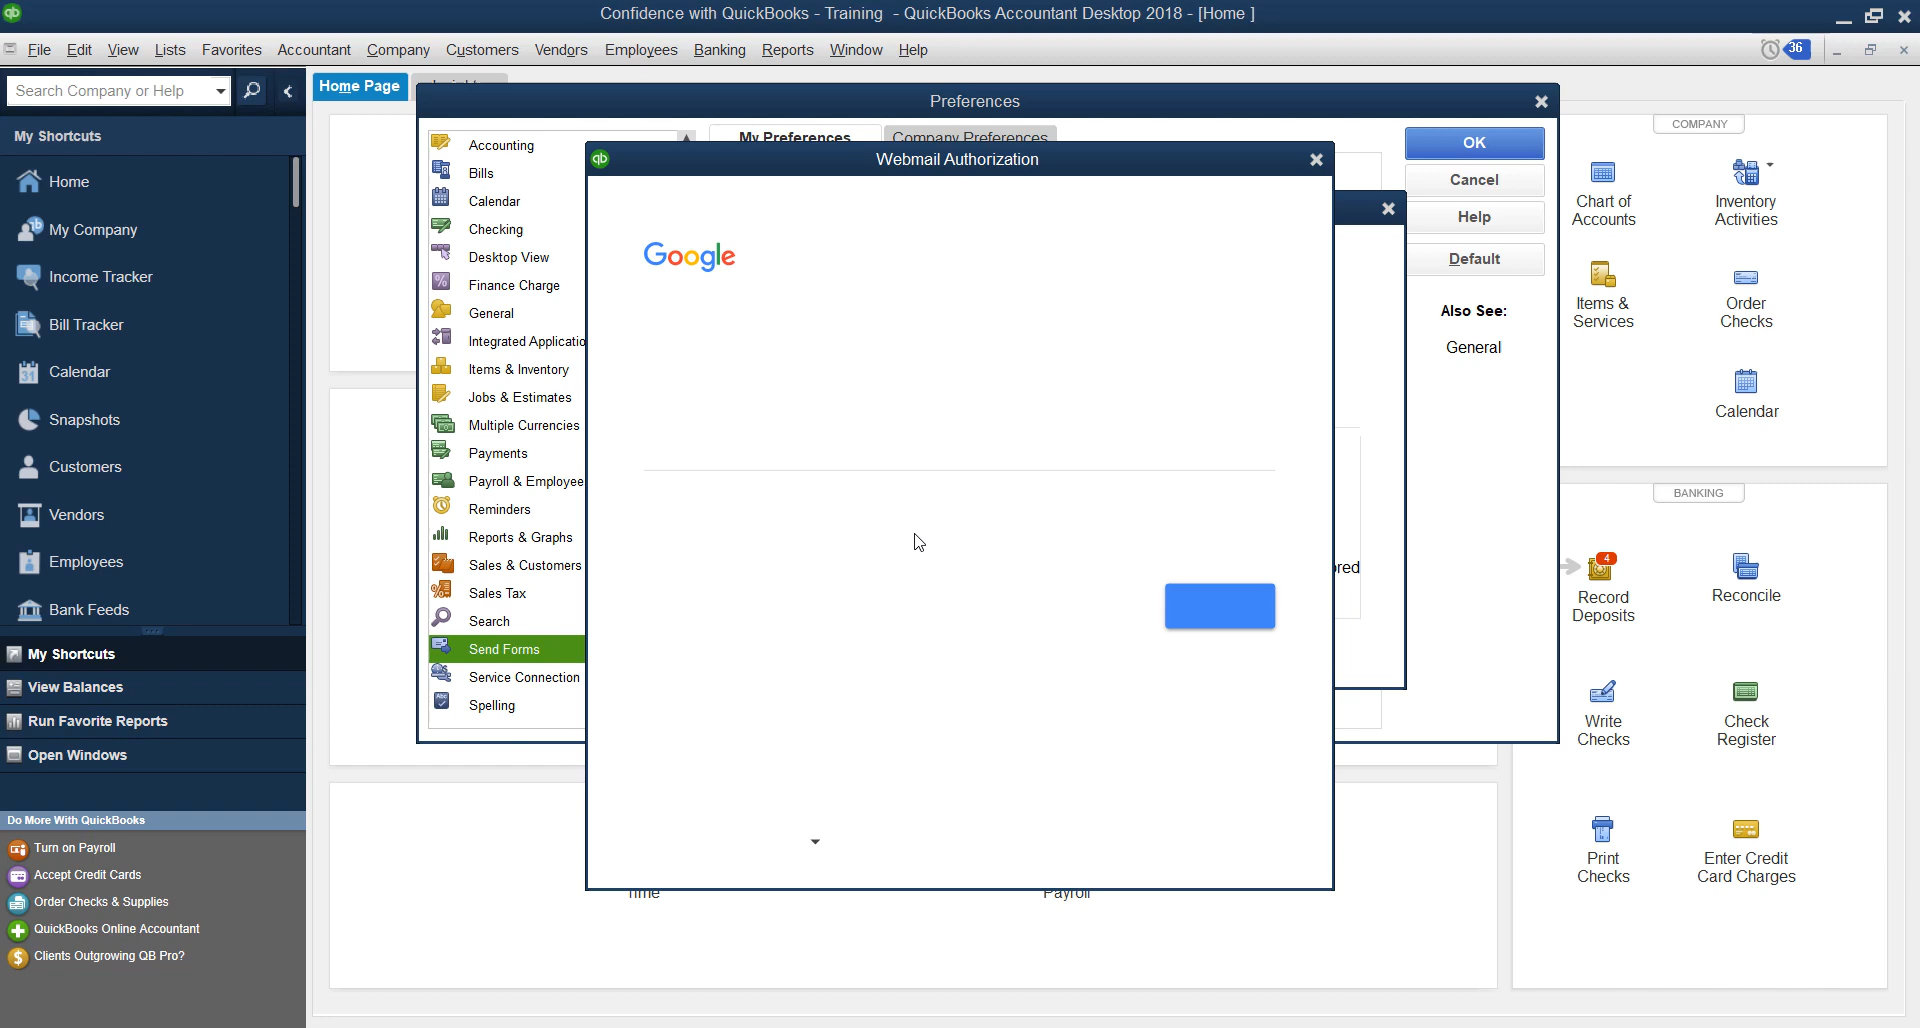 Confidence with QuickBooks - Training - QuickBooks Accountant Desktop 2018 - [Home ]
File Edit View Lists Favorites Accountant Company Customers Vendors Employees Banking Reports Window Help
36
Search Company or Help
My Shortcuts
Home
My Company
Income Tracker
Bill Tracker
31
Calendar
Snapshots
Customers
Vendors
Employees
Bank Feeds
My Shortcuts
View Balances
Run Favorite Reports
Open Windows
Do More With QuickBooks
Turn on Payroll
Accept Credit Cards
Order Checks & Supplies
QuickBooks Online Accountant
Clients Outgrowing QB Pro?
Home Page
Preferences
My Preferences
Company Preferences
Accounting
Bills
Calendar
Checking
Desktop View
Finance Charge
General
Integrated Applicatio
Items & Inventory
Jobs & Estimates
Multiple Currencies
Payments
Payroll & Employee
Reminders
Reports & Graphs
Sales & Customers
Sales Tax
Search
Send Forms
Service Connection
Spelling
qb
Webmail Authorization
Google
OK
Cancel
Help
Default
Also See:
General
ored
Time
Payroll
COMPANY
Chart of
Accounts
Inventory
Activities
Items &
Services
Order
Checks
Calendar
BANKING
4
Record
Deposits
Reconcile
Write
Checks
Check
Register
Print
Checks
Enter Credit
Card Charges